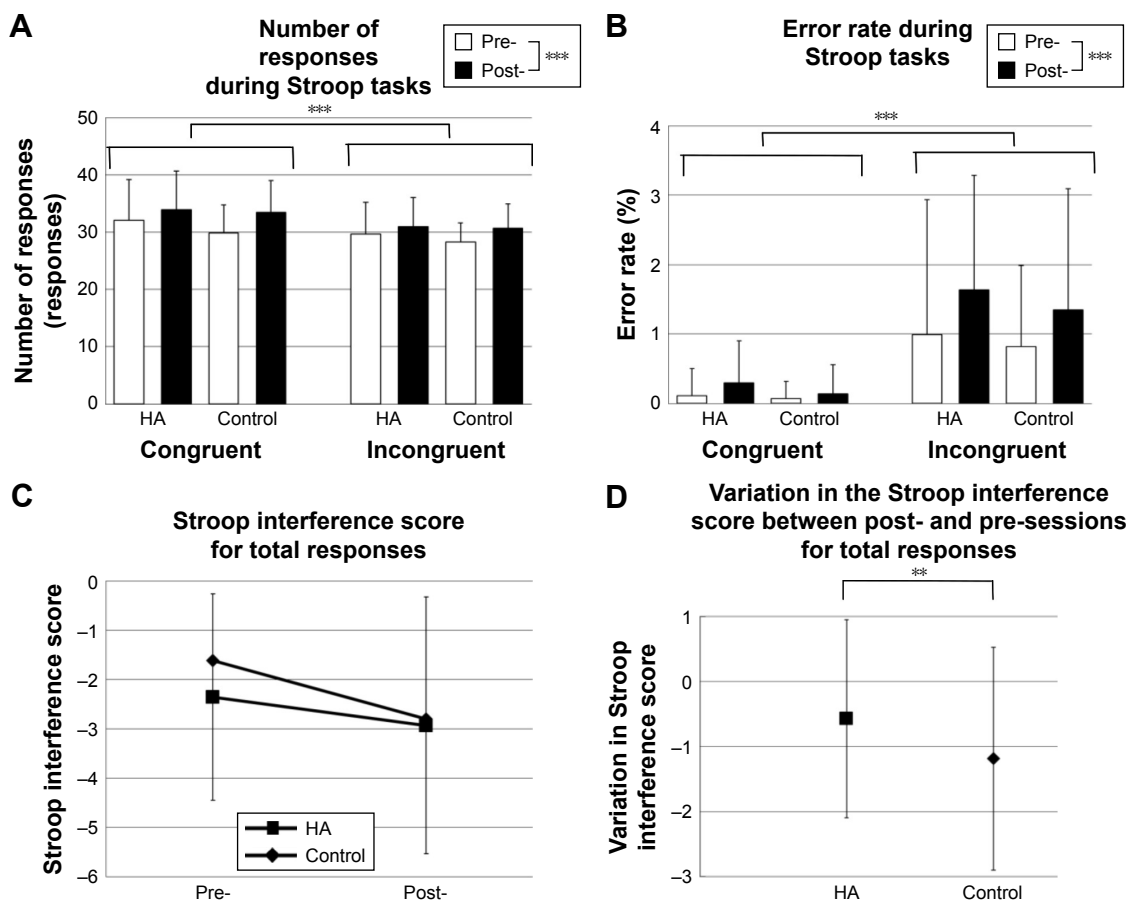 A
Number of
responses
during Stroop tasks
Pre-
Post-
***
***
Number of responses
(responses)
50
40
30
20
10
0
HA
Control
HA
Control
Congruent
Incongruent
B
Error rate during
Stroop tasks
Pre-
Post-
***
***
Error rate (%)
4
3
2
1
0
HA
Control
HA
Control
Congruent
Incongruent
C
Stroop interference score
for total responses
Stroop interference score
0
–1
–2
–3
–4
–5
–6
HA
Control
Pre-
Post-
D
Variation in the Stroop interference
score between post- and pre-sessions
for total responses
**
Variation in Stroop
interference score
1
0
–1
–2
–3
HA
Control